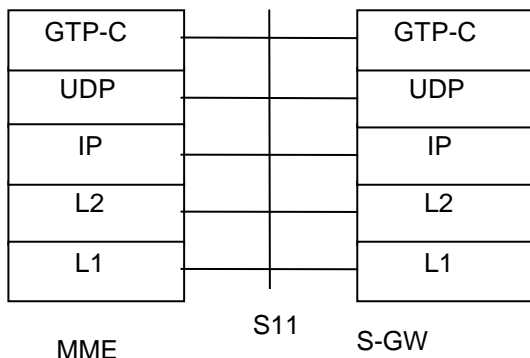 GTP-C GTP-C
UDP UDP
IP IP
L2 L2
L1 L1
MME S11 S-GW